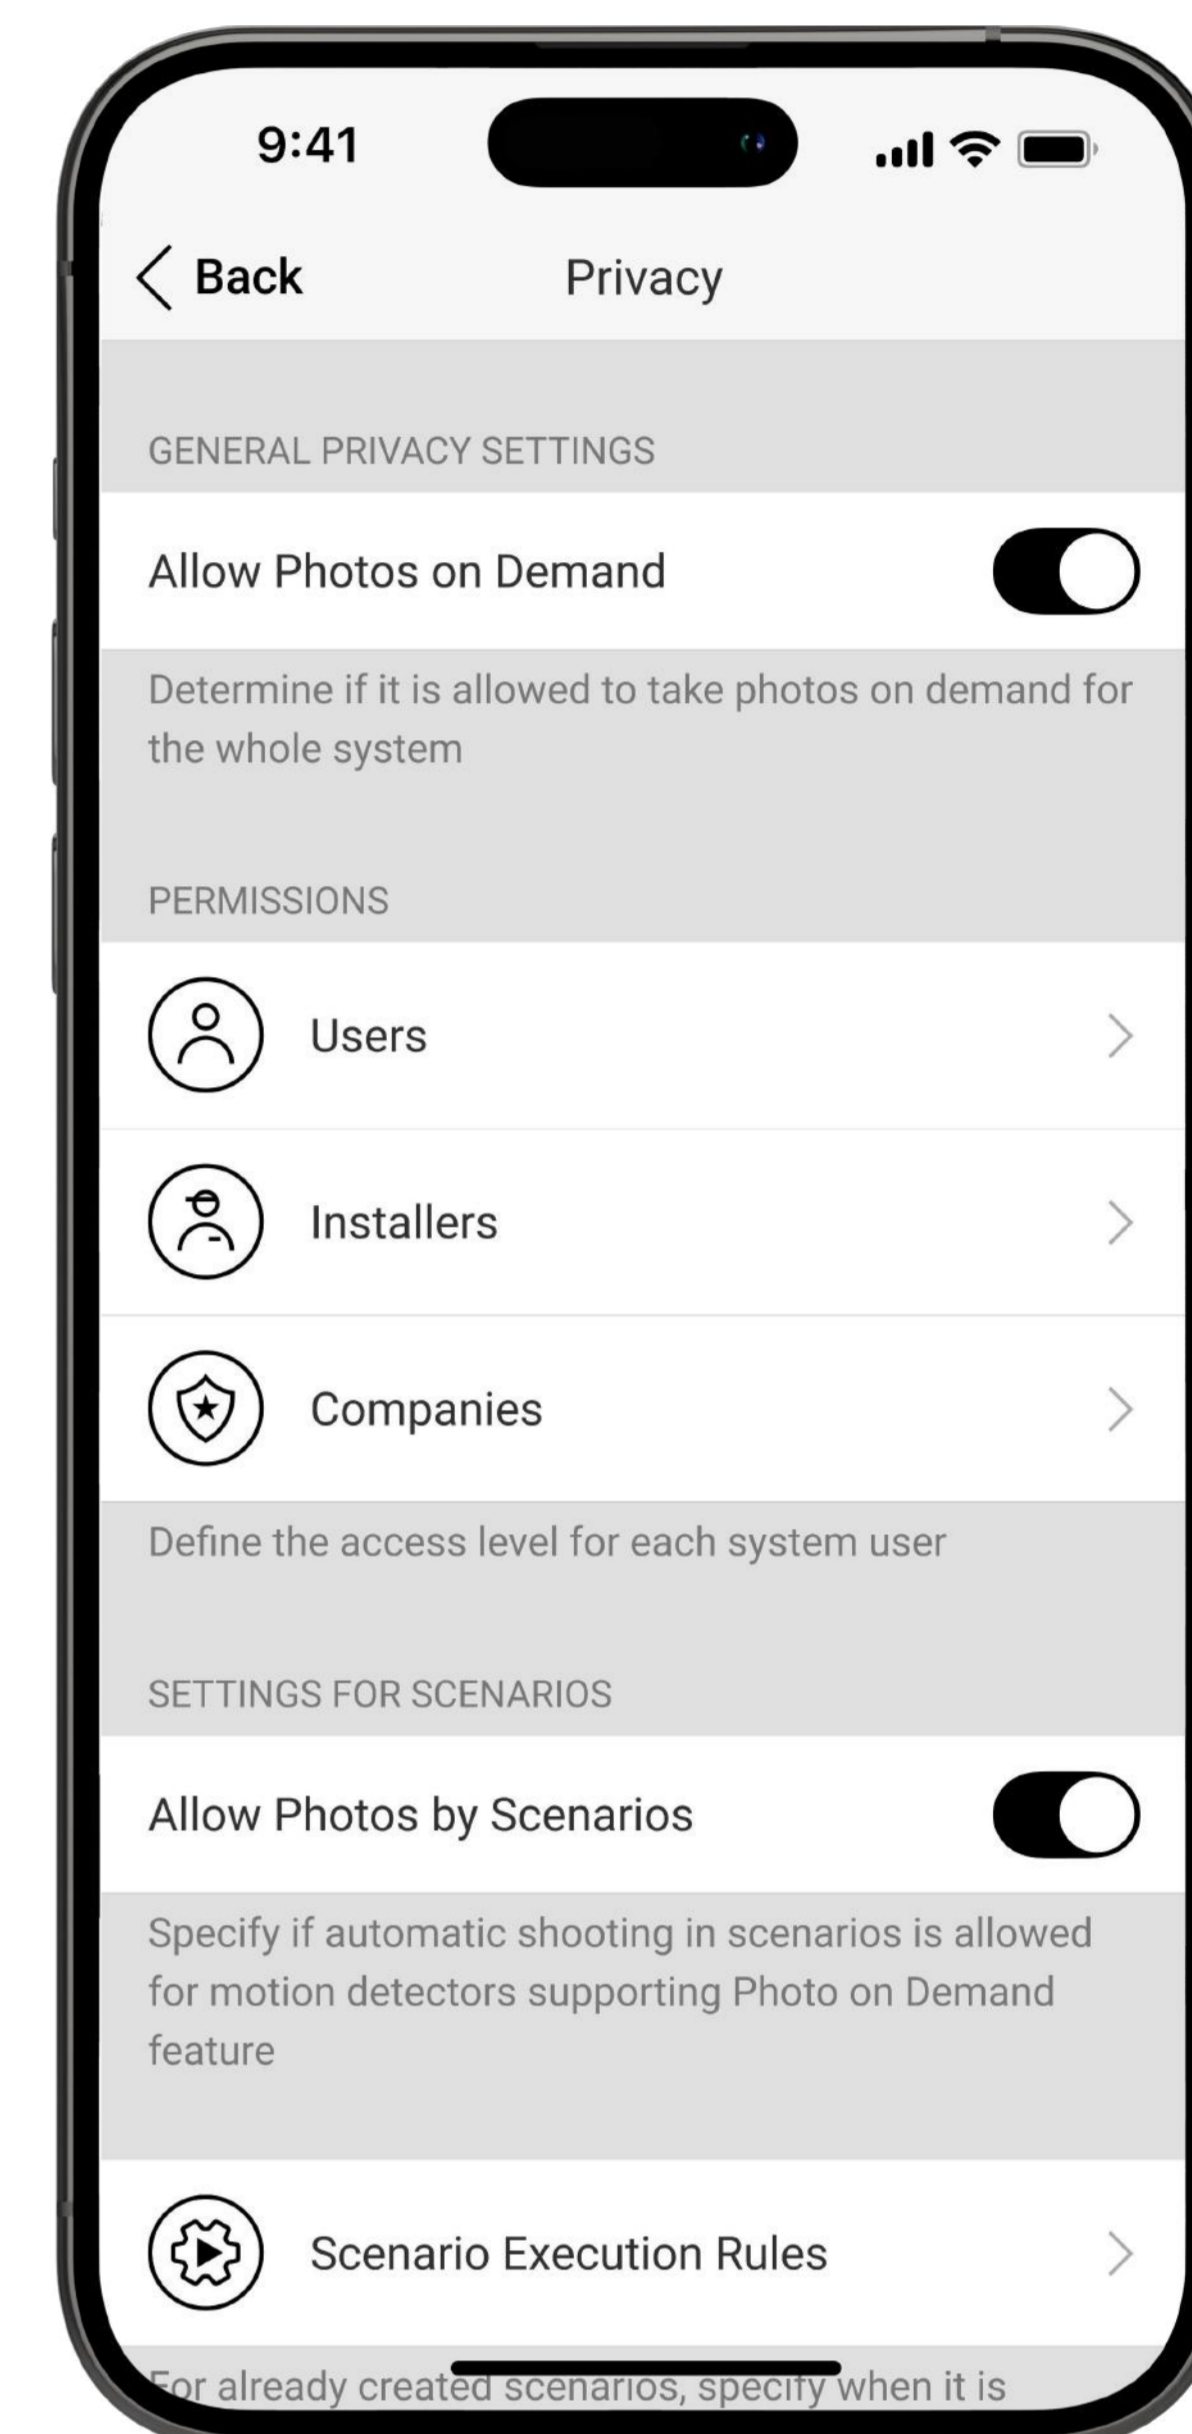 9:41
Back
Privacy
GENERAL PRIVACY SETTINGS
Allow Photos on Demand
Determine if it is allowed to take photos on demand for
the whole system
PERMISSIONS
Users
Installers
Companies
Define the access level for each system user
SETTINGS FOR SCENARIOS
Allow Photos by Scenarios
Specify if automatic shooting in scenarios is allowed
for motion detectors supporting Photo on Demand
feature
Scenario Execution Rules
For already created scenarios, specify when it is